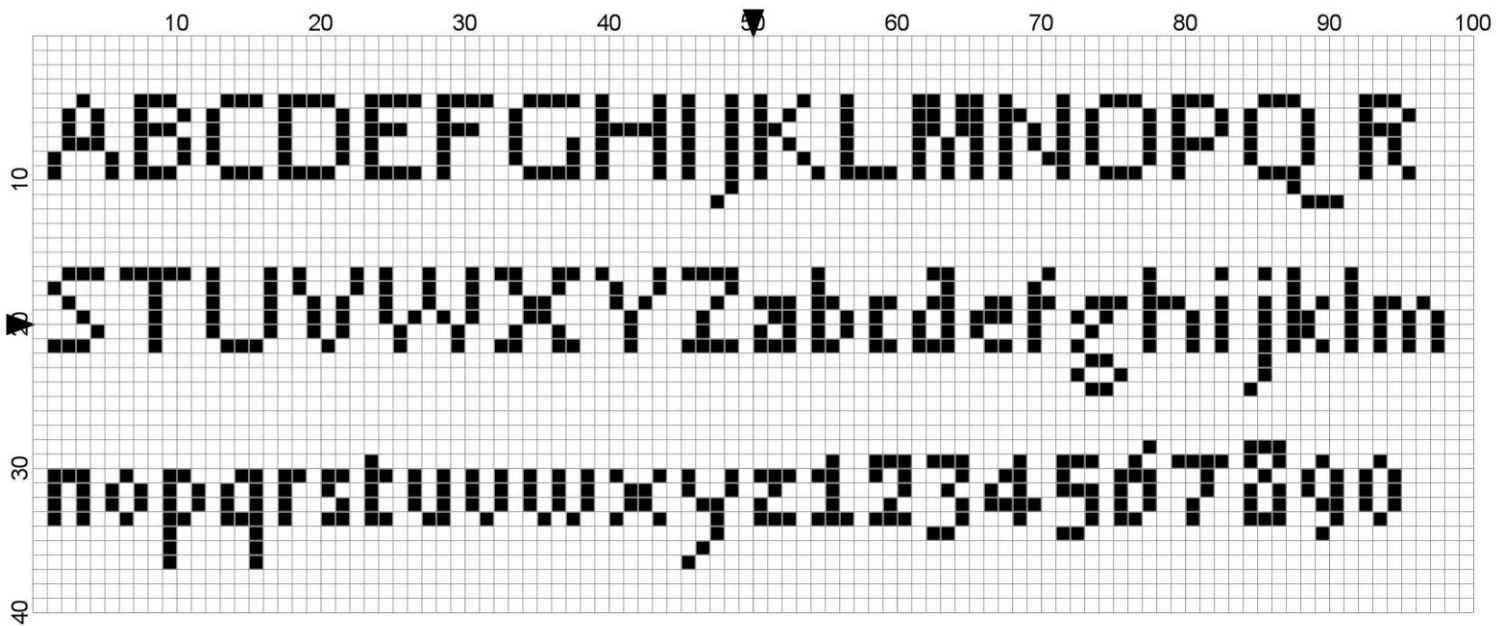 10 20 30 40 50 60 70 80 90 100
ABCDEFGHIJKLMNOPQR
10
STUVWXYZabcdefghijklm
20
30
nopqrstuvwxyz1234567890
40